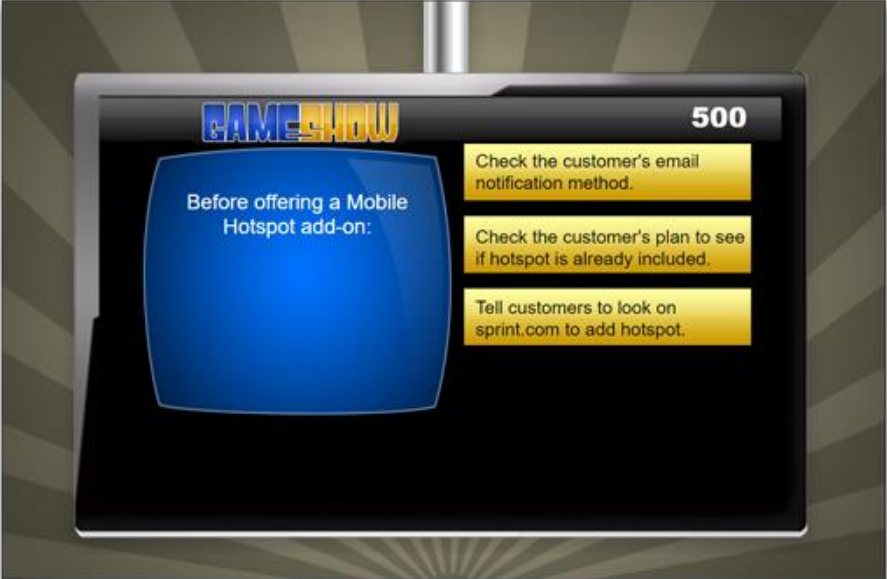 GAMESHOW
500
Before offering a Mobile
Hotspot add-on:
Check the customer's email
notification method.
Check the customer's plan to see
if hotspot is already included.
Tell customers to look on
sprint.com to add hotspot.